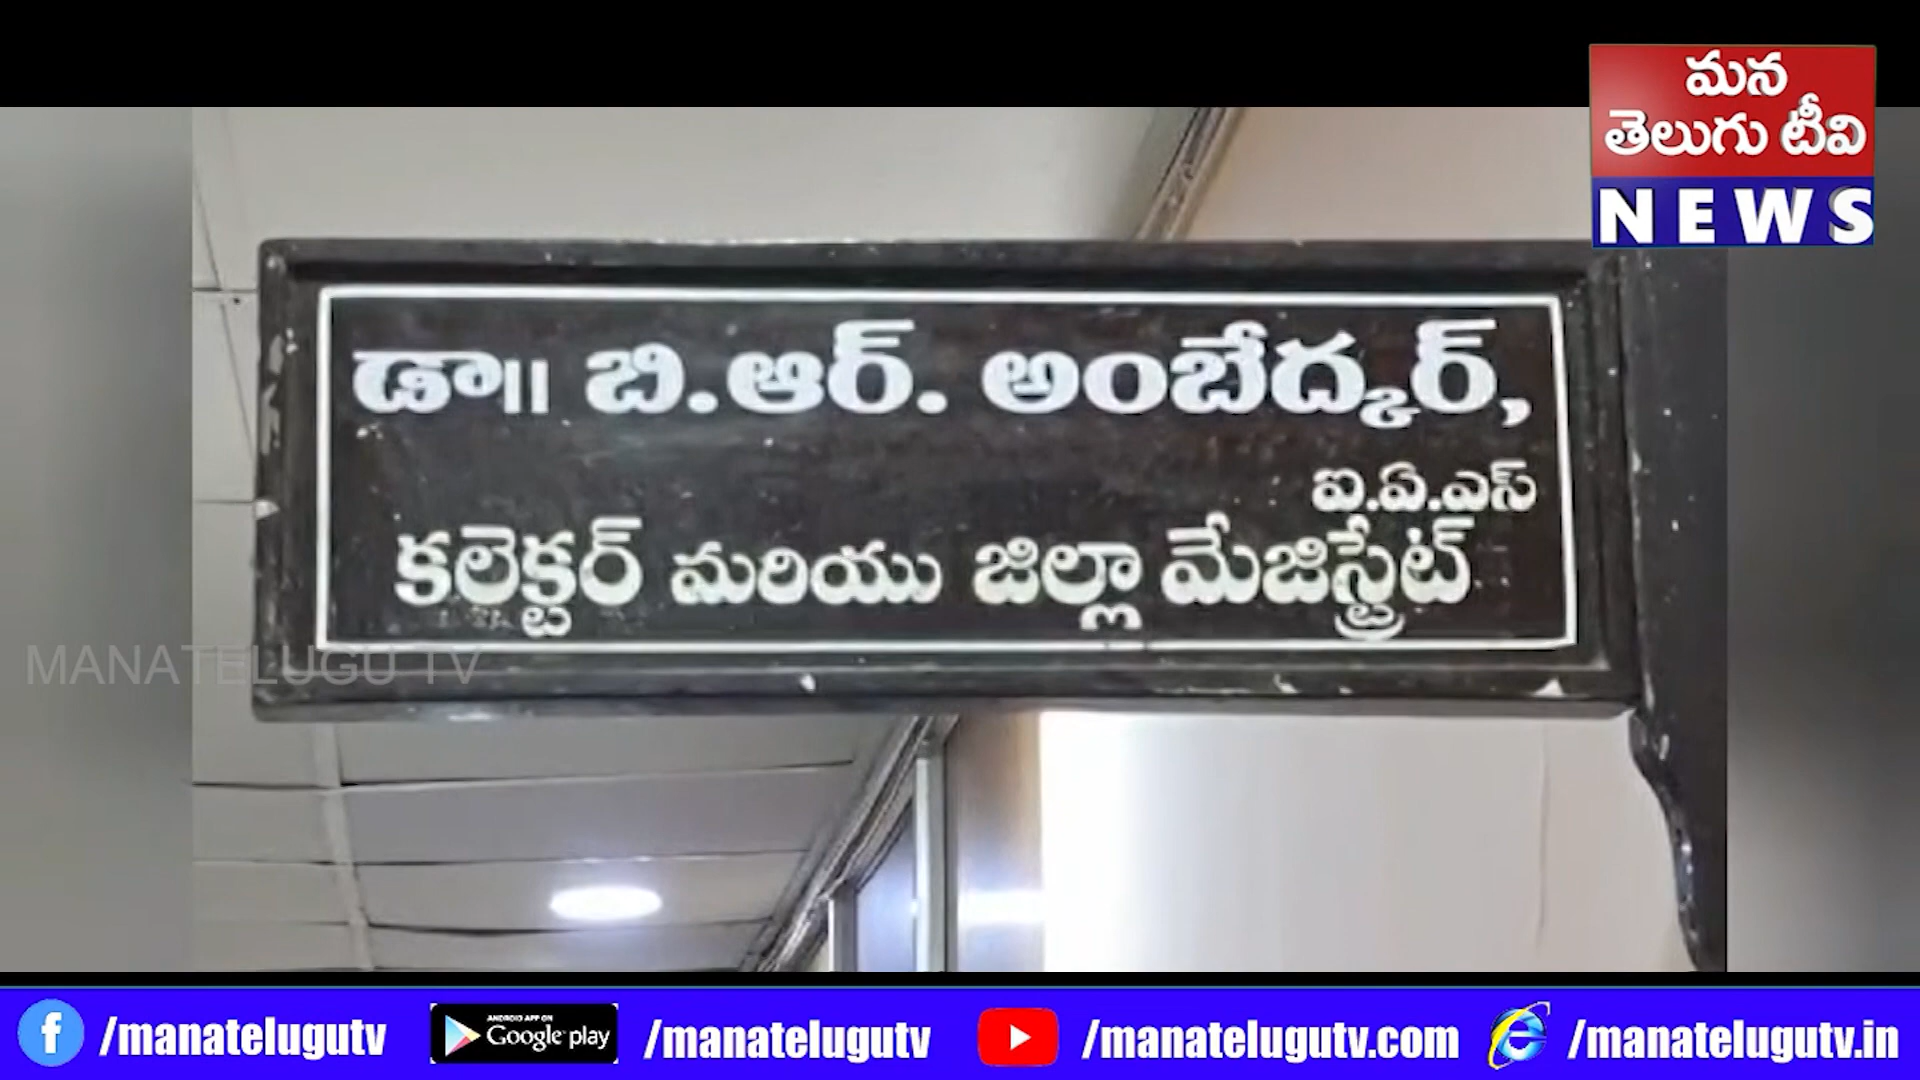 మన
తెలుగు టీవి
NEWS
డా॥ బి.ఆర్. అంబేద్కర్,
ఐ.ఏ.ఎస్
కలెక్టర్ మరియు జిల్లా మేజిస్ట్రేట్
MANATELUGU TV
/manatelugutv
ANDROID APP ON
Google play
/manatelugutv
/manatelugutv.com
/manatelugutv.in